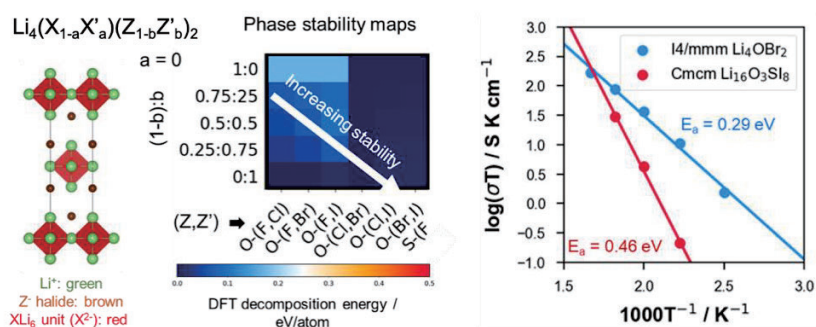 Li₄(X₁₋ₐX'ₐ)(Z₁₋bZ'b)₂
Li⁺: green
Z⁻ halide: brown
XLi₆ unit (X²⁻): red
Phase stability maps
a = 0
(1-b):b
1:0
0.75:25
0.5:0.5
0.25:0.75
0:1
Increasing stability
(Z,Z')
O-(F,Cl)
O-(F,Br)
O-(F,I)
O-(Cl,Br)
O-(Cl,I)
O-(Br,I)
S-(F
0.0
0.1
0.2
0.3
0.4
0.5
DFT decomposition energy /
eV/atom
log(σT) / S K cm⁻¹
3.0
2.5
2.0
1.5
1.0
0.5
0.0
−0.5
−1.0
I4/mmm Li₄OBr₂
Cmcm Li₁₆O₃SI₈
Eₐ = 0.29 eV
Eₐ = 0.46 eV
1.5
2.0
2.5
3.0
1000T⁻¹ / K⁻¹